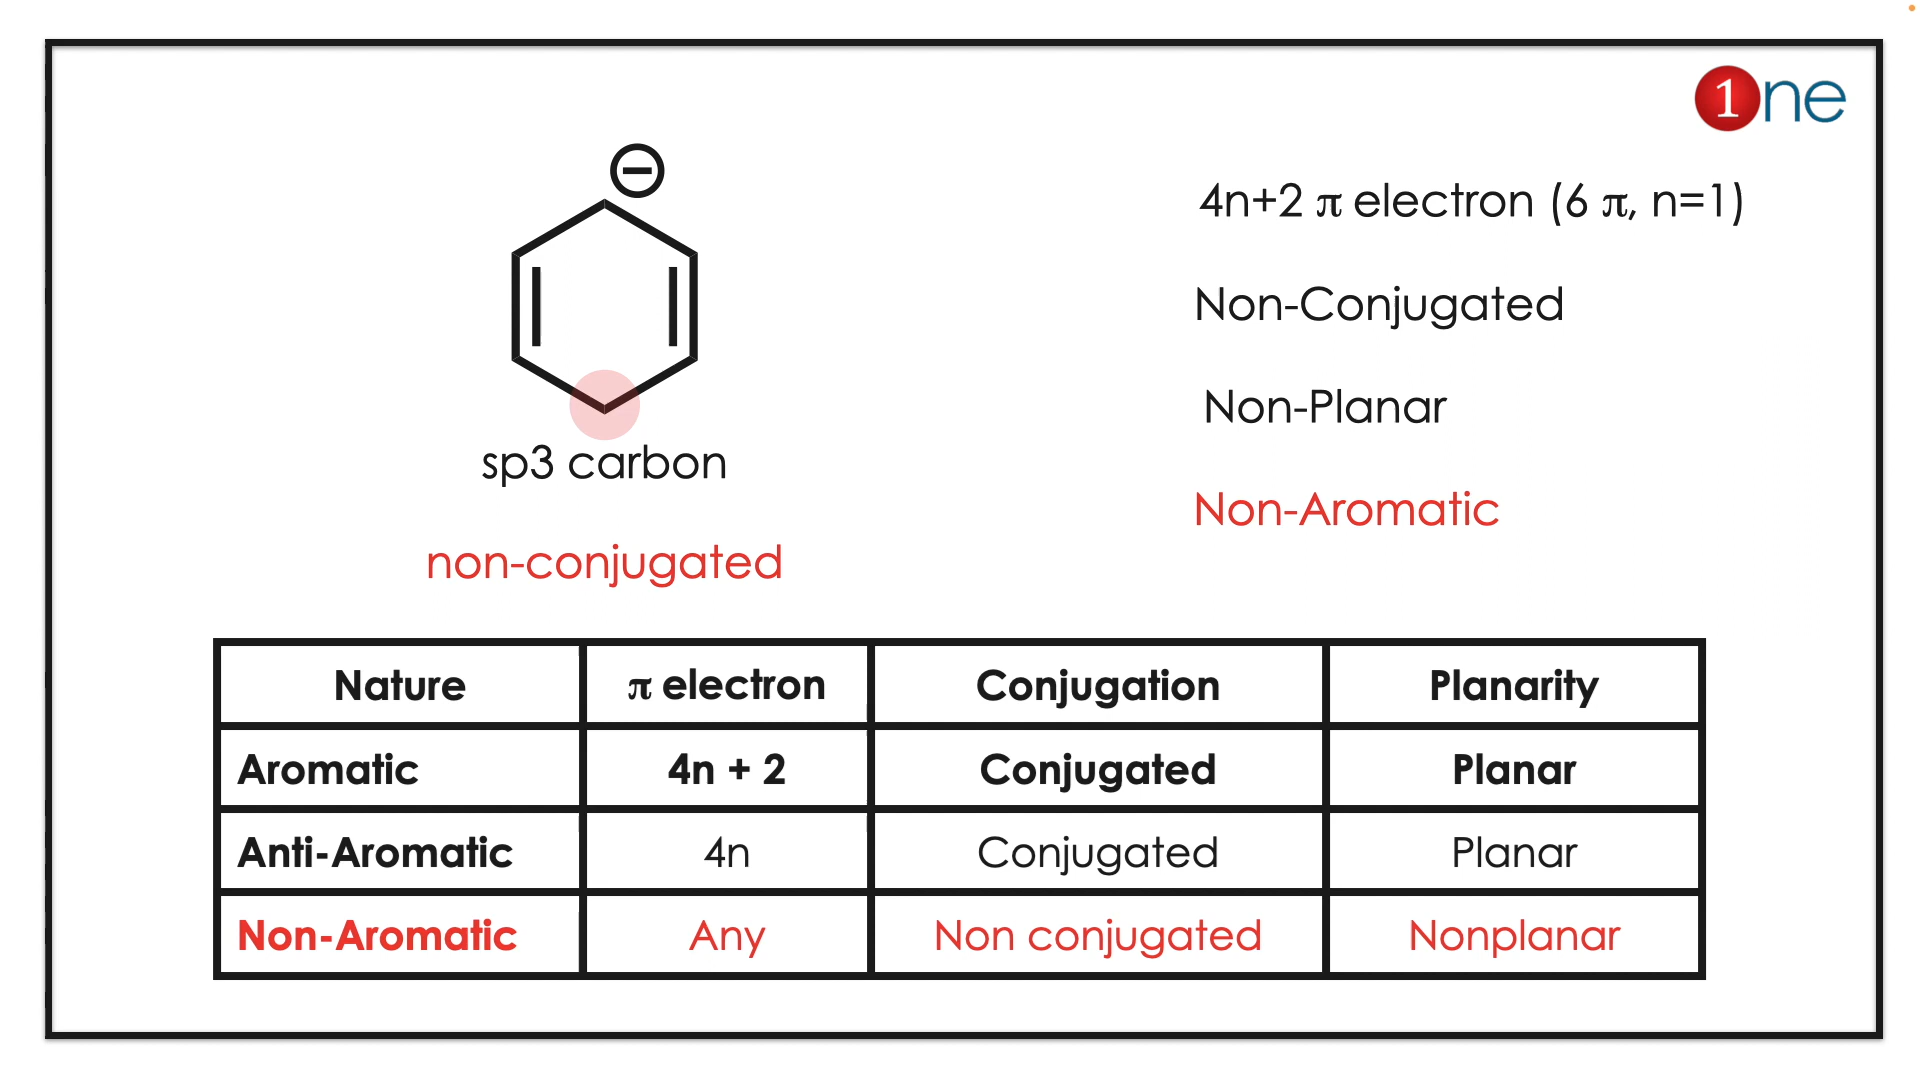 1ne
⊖
4n+2 π electron (6 π, n=1)
Non-Conjugated
Non-Planar
Non-Aromatic
sp3 carbon
non-conjugated
Nature π electron Conjugation Planarity
Aromatic 4n + 2 Conjugated Planar
Anti-Aromatic 4n Conjugated Planar
Non-Aromatic Any Non conjugated Nonplanar